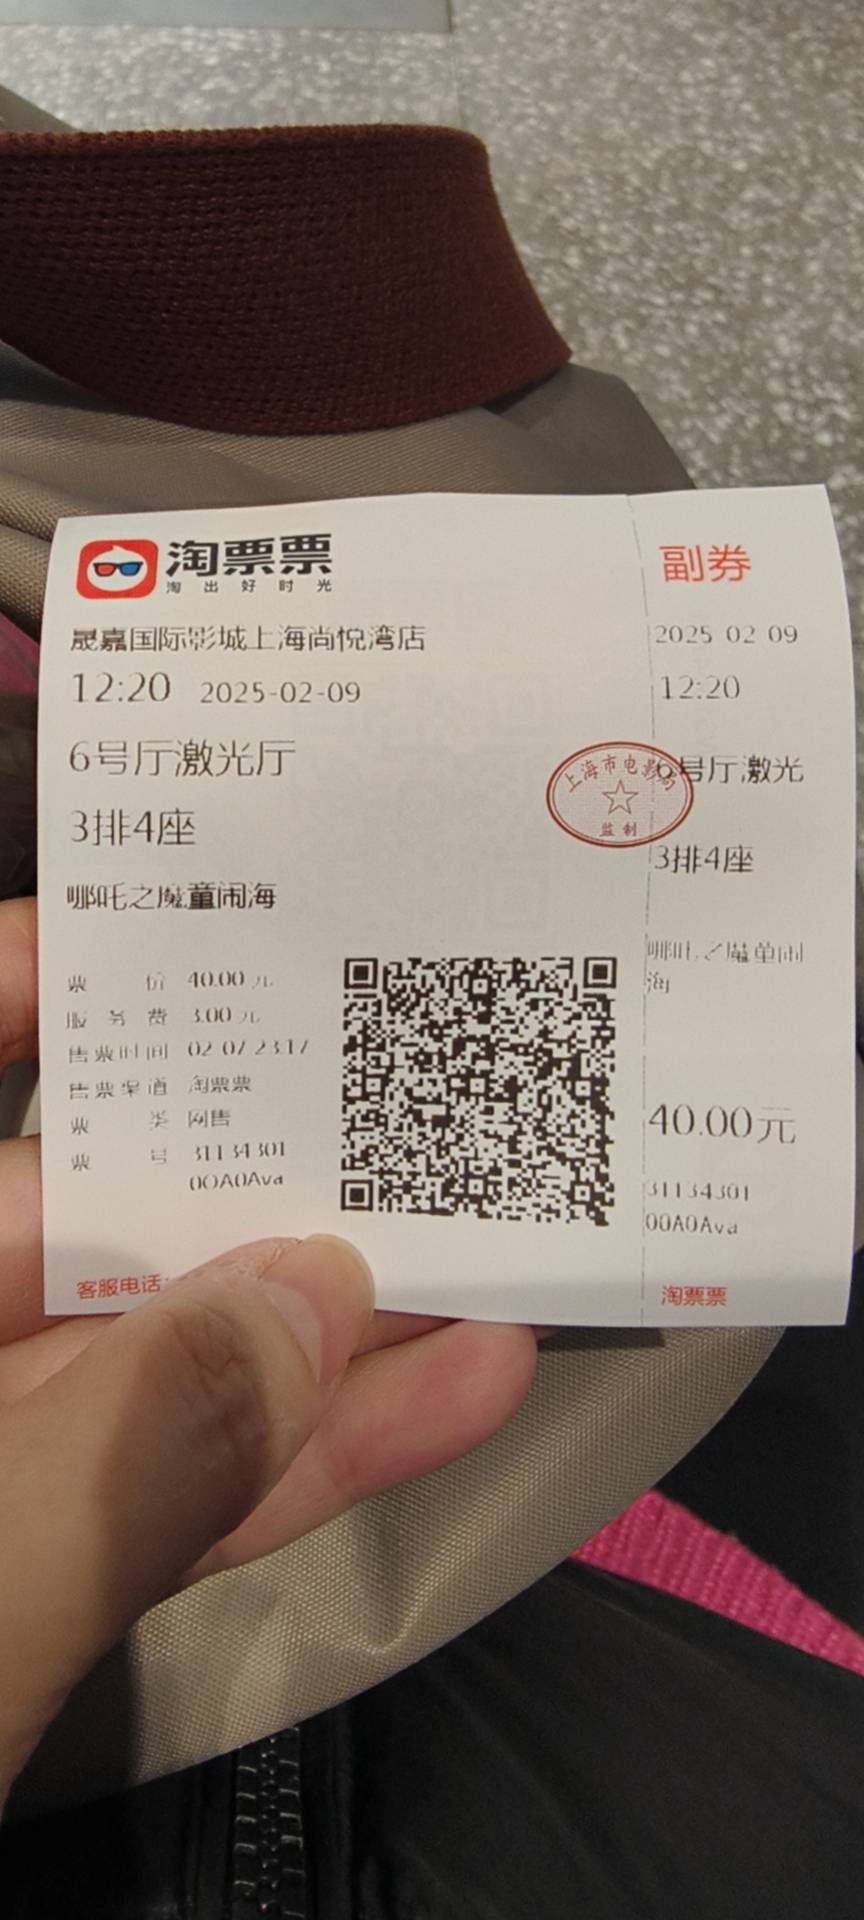 淘票票
淘出好时光
晟嘉国际影城上海尚悦湾店
12:20 2025-02-09
6号厅激光厅
3排4座
哪吒之魔童闹海
票价 40.00元
服务费 3.00元
售票时间 02-07 23:17
售票渠道 淘票票
票类 网售
票号 31134301
00A0Ava
客服电话:
上海市电影局
监制
副券
2025-02-09
12:20
6号厅激光
3排4座
哪吒之魔童闹
海
40.00元
31134301
00A0Ava
淘票票